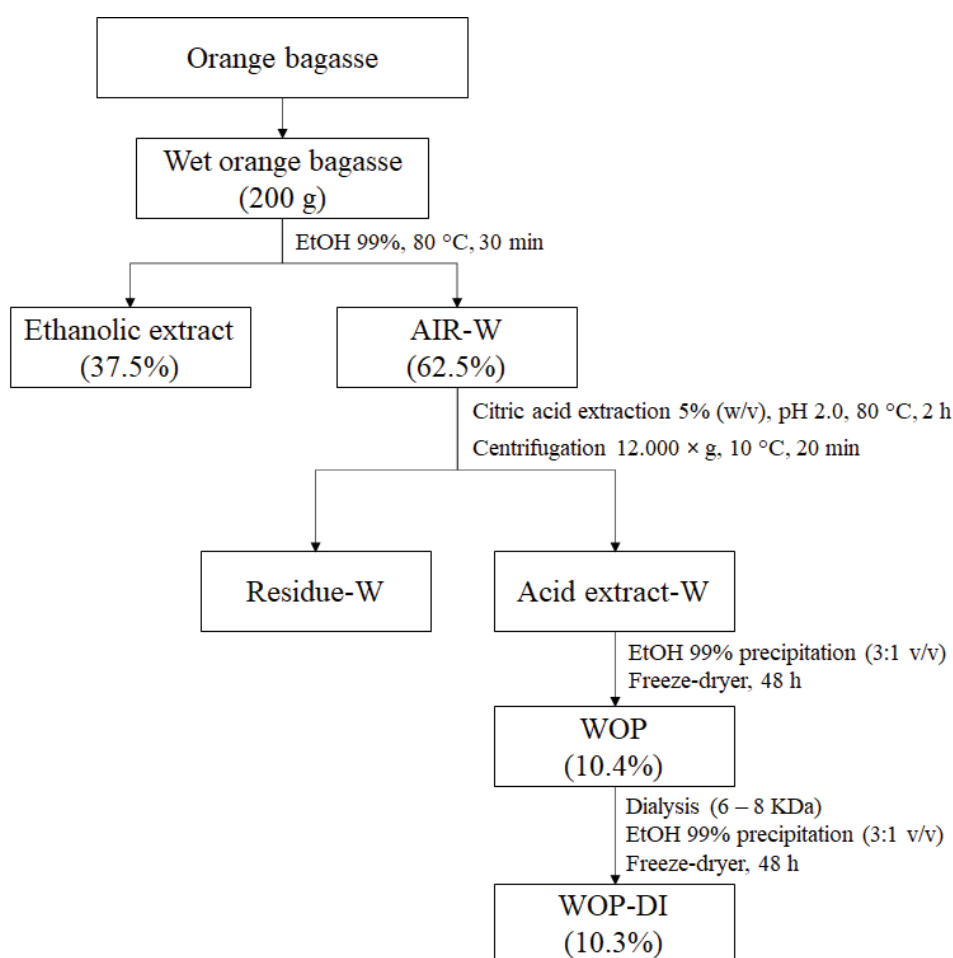 Orange bagasse
Wet orange bagasse
(200 g)
EtOH 99%, 80 °C, 30 min
Ethanolic extract
(37.5%)
AIR-W
(62.5%)
Citric acid extraction 5% (w/v), pH 2.0, 80 °C, 2 h
Centrifugation 12.000 × g, 10 °C, 20 min
Residue-W
Acid extract-W
EtOH 99% precipitation (3:1 v/v)
Freeze-dryer, 48 h
WOP
(10.4%)
Dialysis (6 – 8 KDa)
EtOH 99% precipitation (3:1 v/v)
Freeze-dryer, 48 h
WOP-DI
(10.3%)